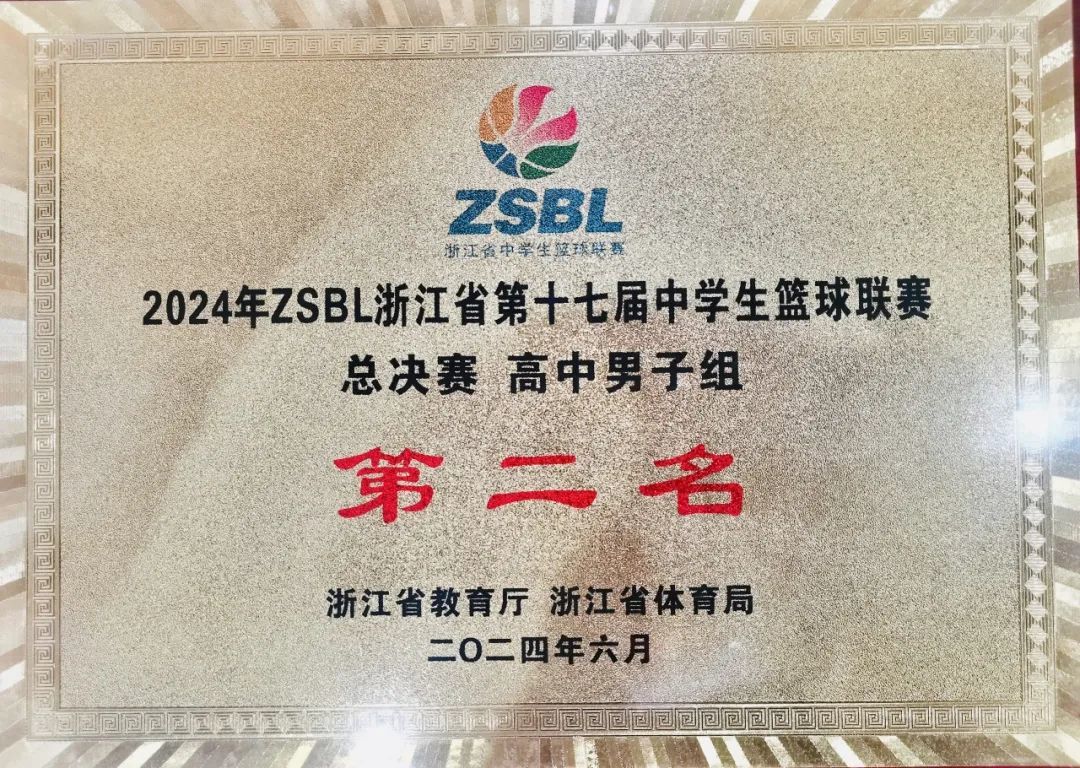 ZSBL
浙江省中学生篮球联赛
2024年ZSBL浙江省第十七届中学生篮球联赛
总决赛 高中男子组
第二名
浙江省教育厅 浙江省体育局
二〇二四年六月